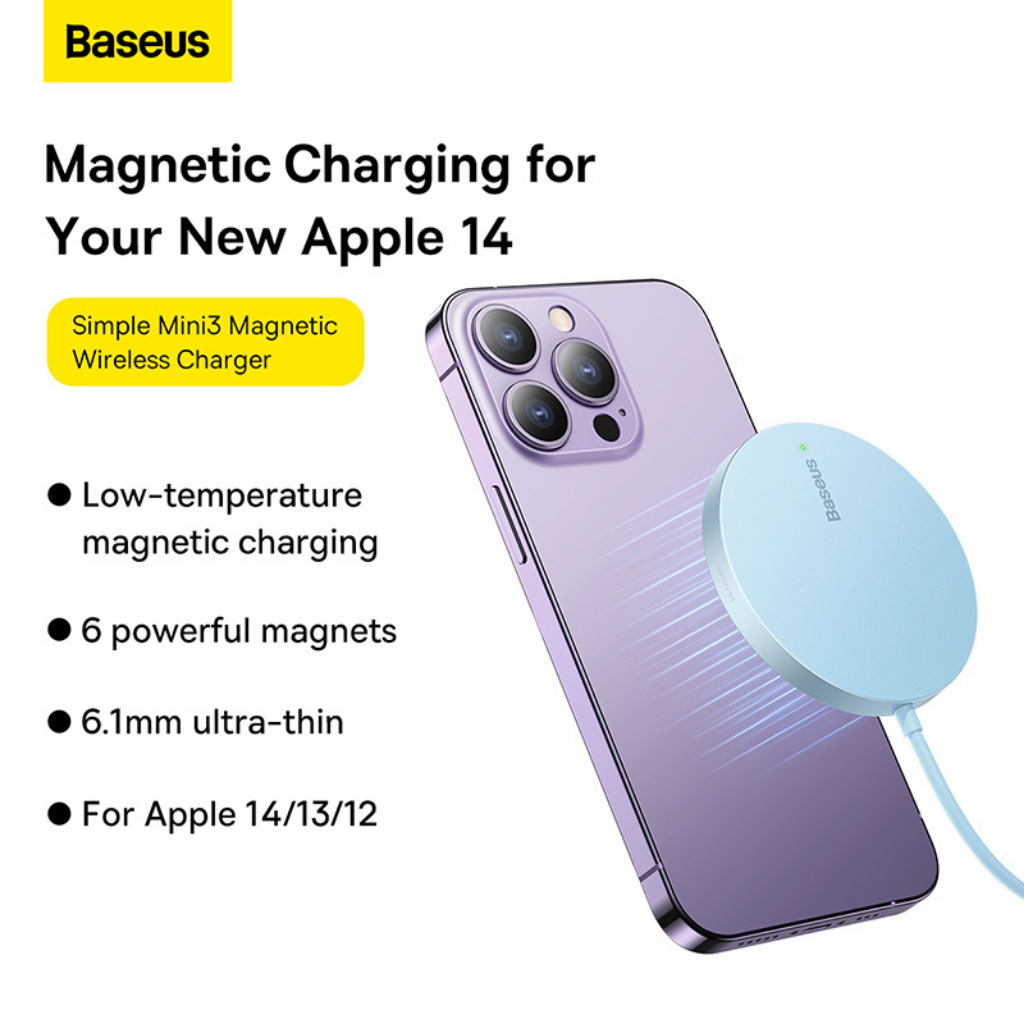 Baseus
Magnetic Charging for
Your New Apple 14
Simple Mini3 Magnetic
Wireless Charger
● Low-temperature
magnetic charging
● 6 powerful magnets
● 6.1mm ultra-thin
● For Apple 14/13/12
Baseus